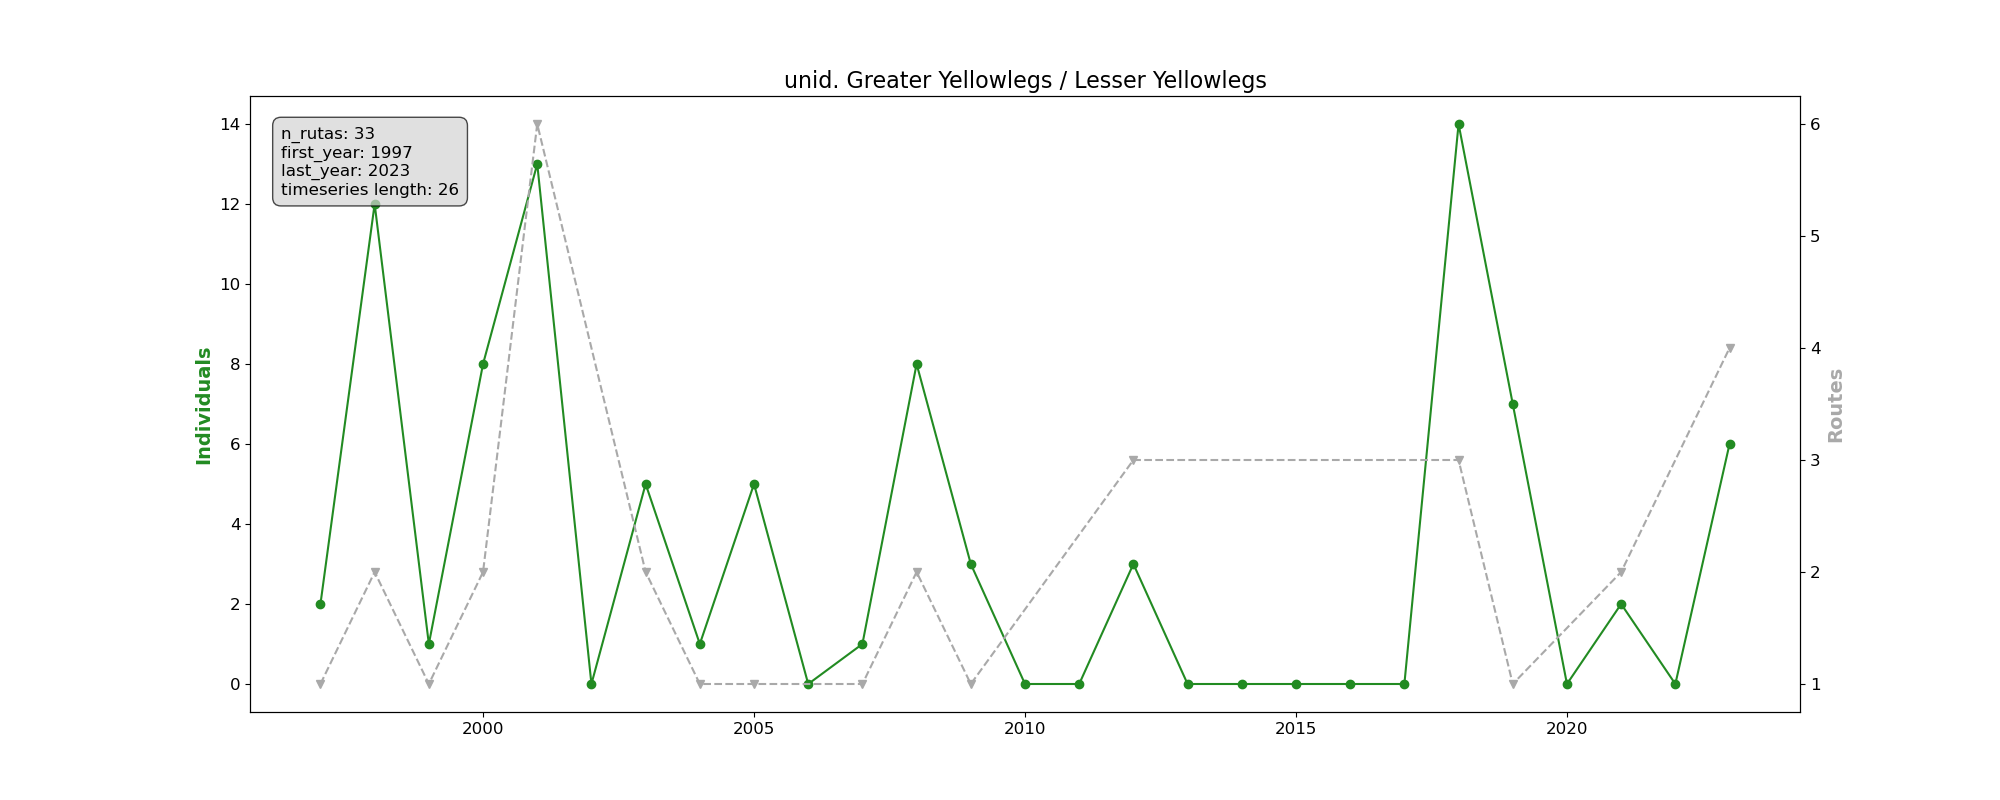 unid. Greater Yellowlegs / Lesser Yellowlegs
n_rutas: 33
first_year: 1997
last_year: 2023
timeseries length: 26
Individuals
14
12
10
8
6
4
2
0
6
5
4
3
2
1
Routes
2000
2005
2010
2015
2020